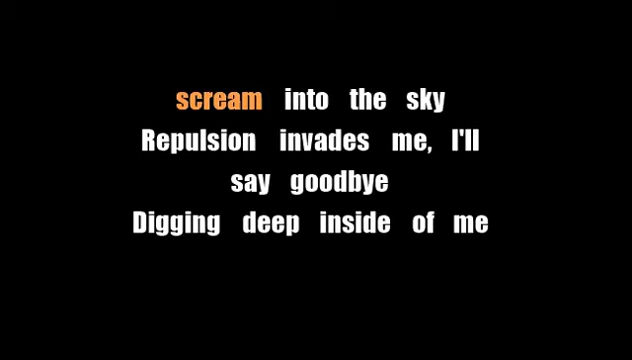 scream into the sky
Repulsion invades me, I'll
say goodbye
Digging deep inside of me